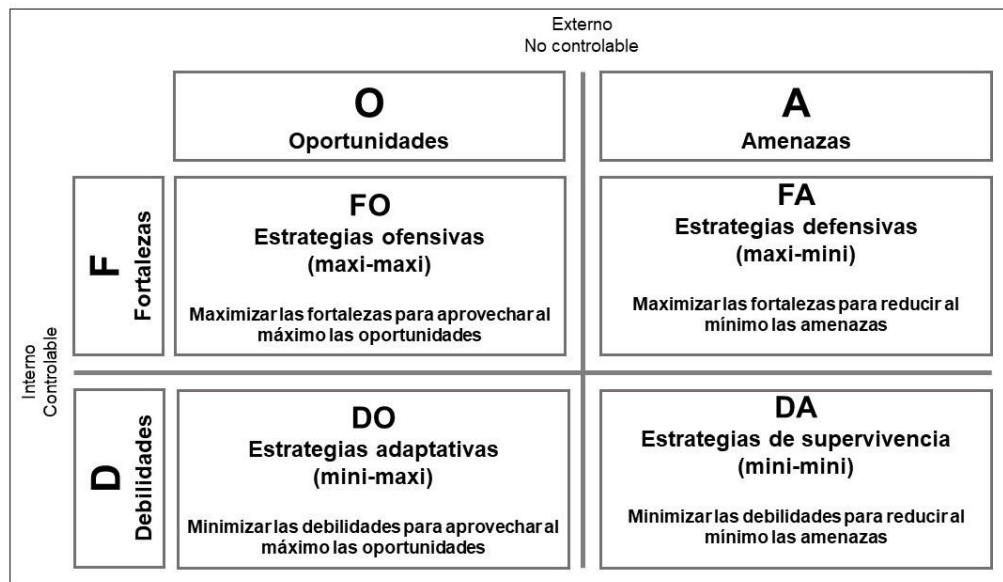 Externo
No controlable
O
Oportunidades
A
Amenazas
Interno
Controlable
F
Fortalezas
FO
Estrategias ofensivas
(maxi-maxi)
Maximizar las fortalezas para aprovechar al
máximo las oportunidades
FA
Estrategias defensivas
(maxi-mini)
Maximizar las fortalezas para reducir al
mínimo las amenazas
D
Debilidades
DO
Estrategias adaptativas
(mini-maxi)
Minimizar las debilidades para aprovechar al
máximo las oportunidades
DA
Estrategias de supervivencia
(mini-mini)
Minimizar las debilidades para reducir al
mínimo las amenazas